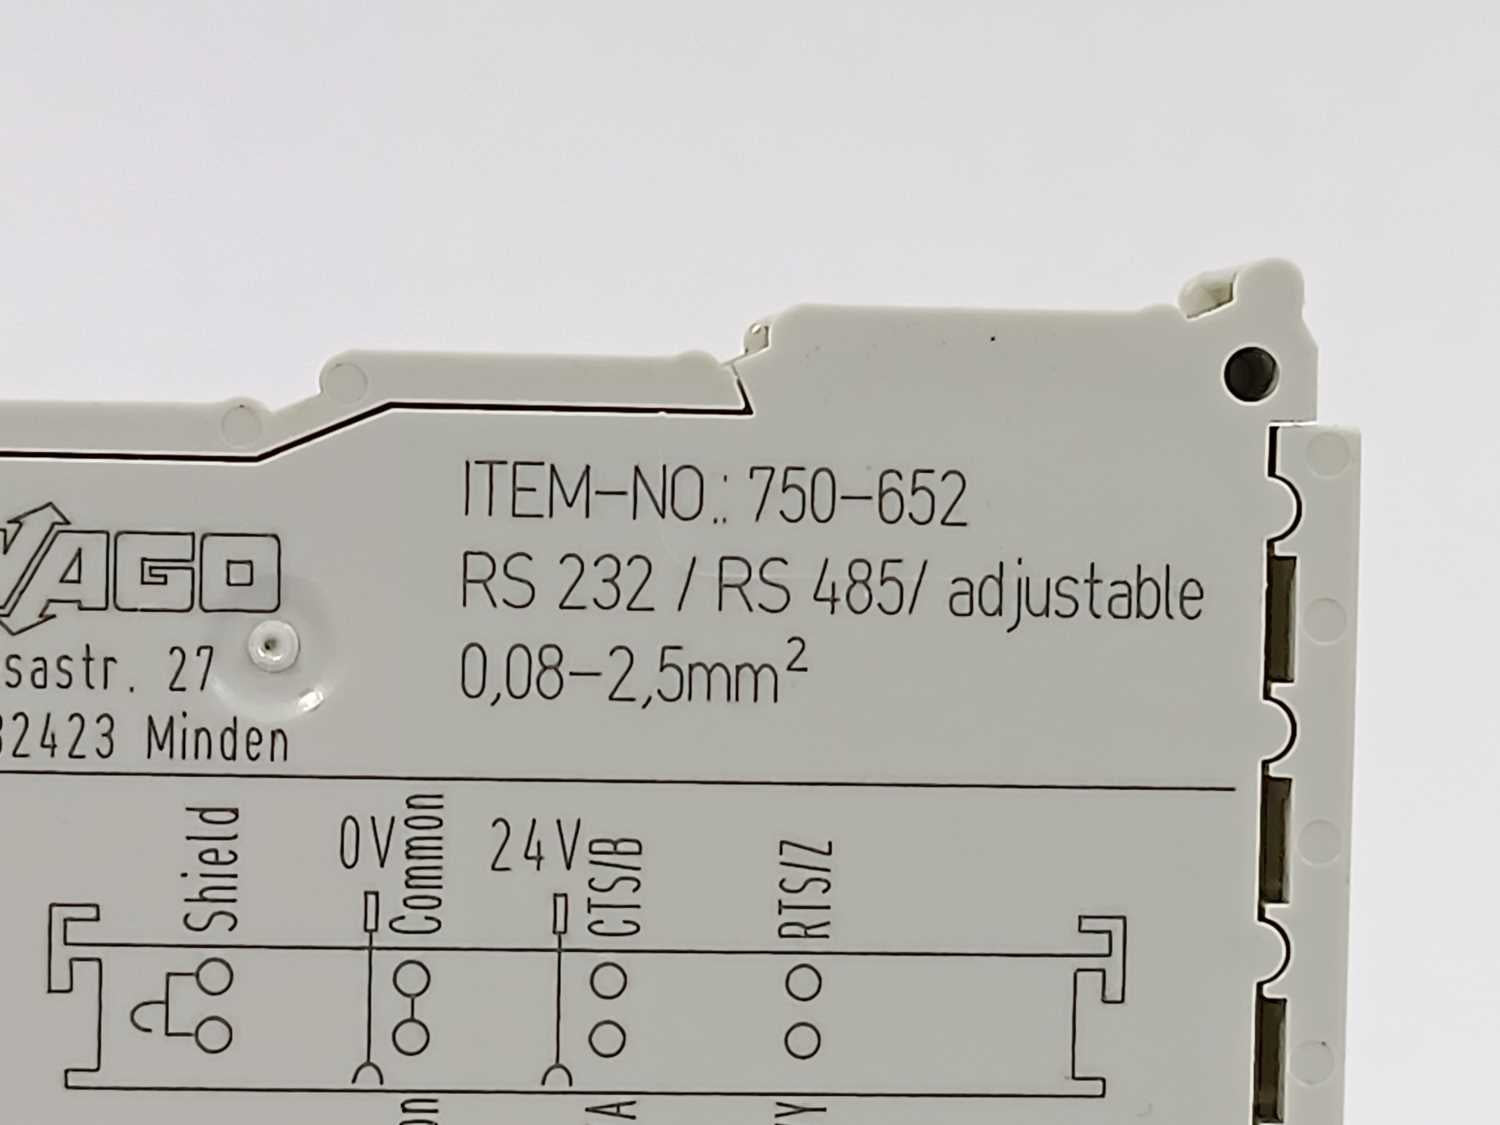 WAGO
ITEM-NO.: 750-652
RS 232 / RS 485/ adjustable
0,08-2,5mm²
sastr. 27
32423 Minden
Shield
0V
Common
24V
CTS/B
RTS/Z